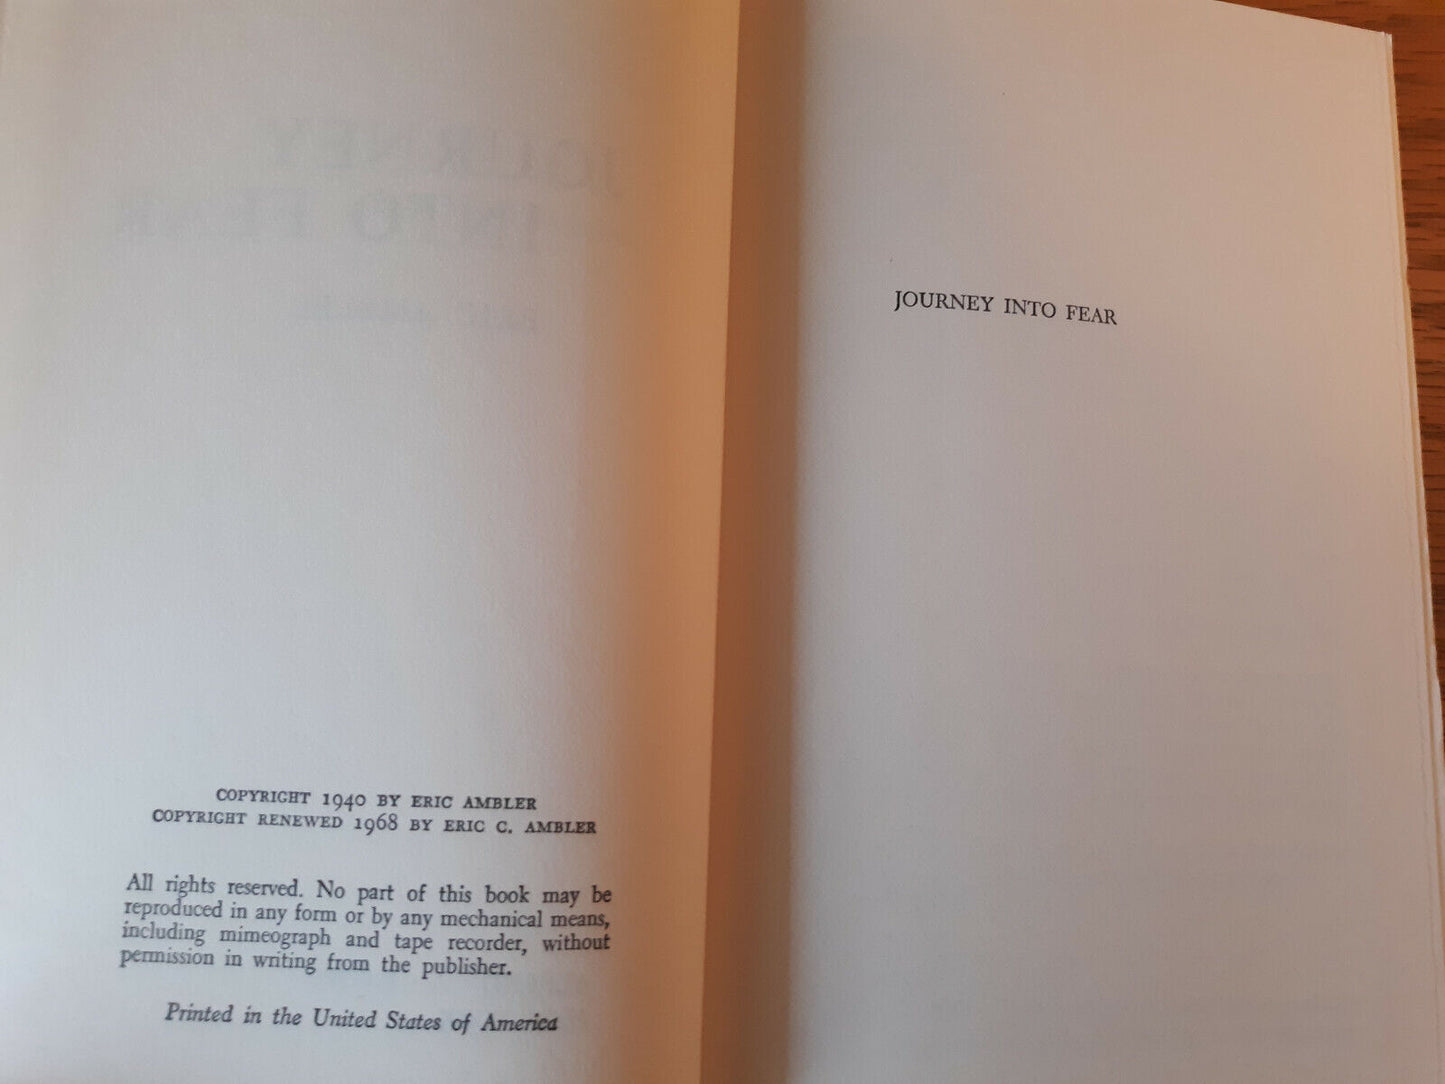 COPYRIGHT 1940 BY ERIC AMBLER
COPYRIGHT RENEWED 1968 BY ERIC C. AMBLER
All rights reserved. No part of this book may be
reproduced in any form or by any mechanical means,
including mimeograph and tape recorder, without
permission in writing from the publisher.
Printed in the United States of America
JOURNEY INTO FEAR